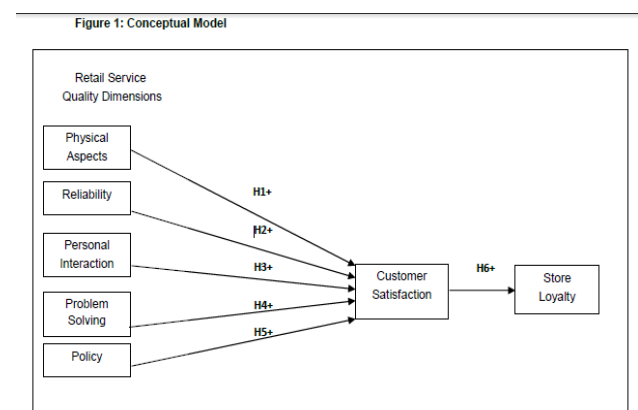 Figure 1: Conceptual Model
Retail Service
Quality Dimensions
Physical
Aspects
H1+
Reliability
H2+
Personal
Interaction
H3+
Customer
Satisfaction
H6+
Store
Loyalty
Problem
Solving
H4+
H5+
Policy